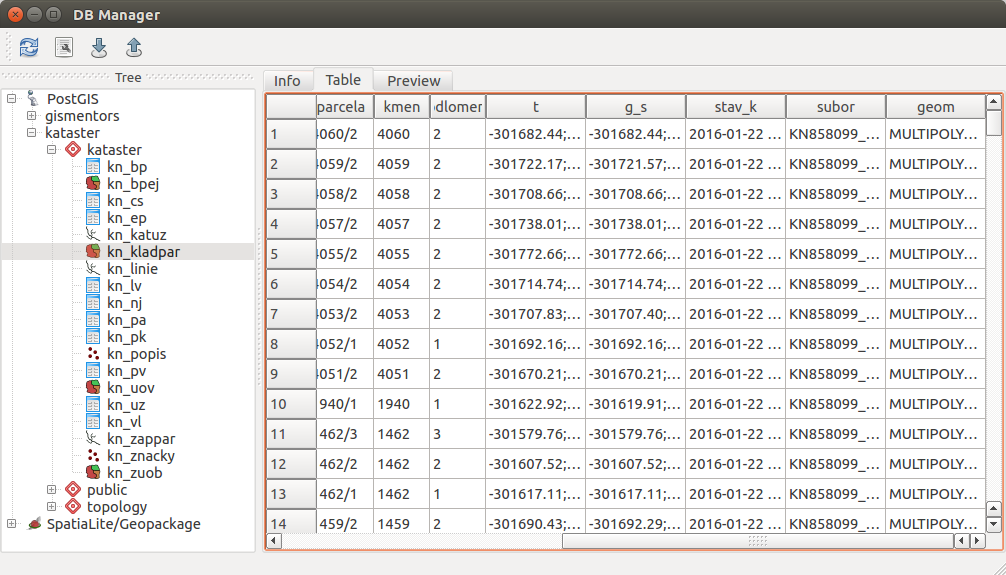 DB Manager
Tree
PostGIS
gismentors
kataster
kataster
kn_bp
kn_bpej
kn_cs
kn_ep
kn_katuz
kn_kladpar
kn_linie
kn_lv
kn_nj
kn_pa
kn_pk
kn_popis
kn_pv
kn_uov
kn_uz
kn_vl
kn_zappar
kn_znacky
kn_zuob
public
topology
SpatiaLite/Geopackage
Info Table Preview
parcela kmen dlomer t g_s stav_k subor geom
1 4060/2 4060 2 -301682.44;... -301682.44;... 2016-01-22 ... KN858099_... MULTIPOLY...
2 4059/2 4059 2 -301722.17;... -301721.57;... 2016-01-22 ... KN858099_... MULTIPOLY...
3 4058/2 4058 2 -301708.66;... -301708.66;... 2016-01-22 ... KN858099_... MULTIPOLY...
4 4057/2 4057 2 -301738.01;... -301738.01;... 2016-01-22 ... KN858099_... MULTIPOLY...
5 4055/2 4055 2 -301772.66;... -301772.66;... 2016-01-22 ... KN858099_... MULTIPOLY...
6 4054/2 4054 2 -301714.74;... -301714.74;... 2016-01-22 ... KN858099_... MULTIPOLY...
7 4053/2 4053 2 -301707.83;... -301707.40;... 2016-01-22 ... KN858099_... MULTIPOLY...
8 4052/1 4052 1 -301692.16;... -301692.16;... 2016-01-22 ... KN858099_... MULTIPOLY...
9 4051/2 4051 2 -301670.21;... -301670.21;... 2016-01-22 ... KN858099_... MULTIPOLY...
10 940/1 1940 1 -301622.92;... -301619.91;... 2016-01-22 ... KN858099_... MULTIPOLY...
11 462/3 1462 3 -301579.76;... -301579.76;... 2016-01-22 ... KN858099_... MULTIPOLY...
12 462/2 1462 2 -301607.52;... -301607.52;... 2016-01-22 ... KN858099_... MULTIPOLY...
13 462/1 1462 1 -301617.11;... -301617.11;... 2016-01-22 ... KN858099_... MULTIPOLY...
14 459/2 1459 2 -301690.43;... -301692.29;... 2016-01-22 ... KN858099_... MULTIPOLY...